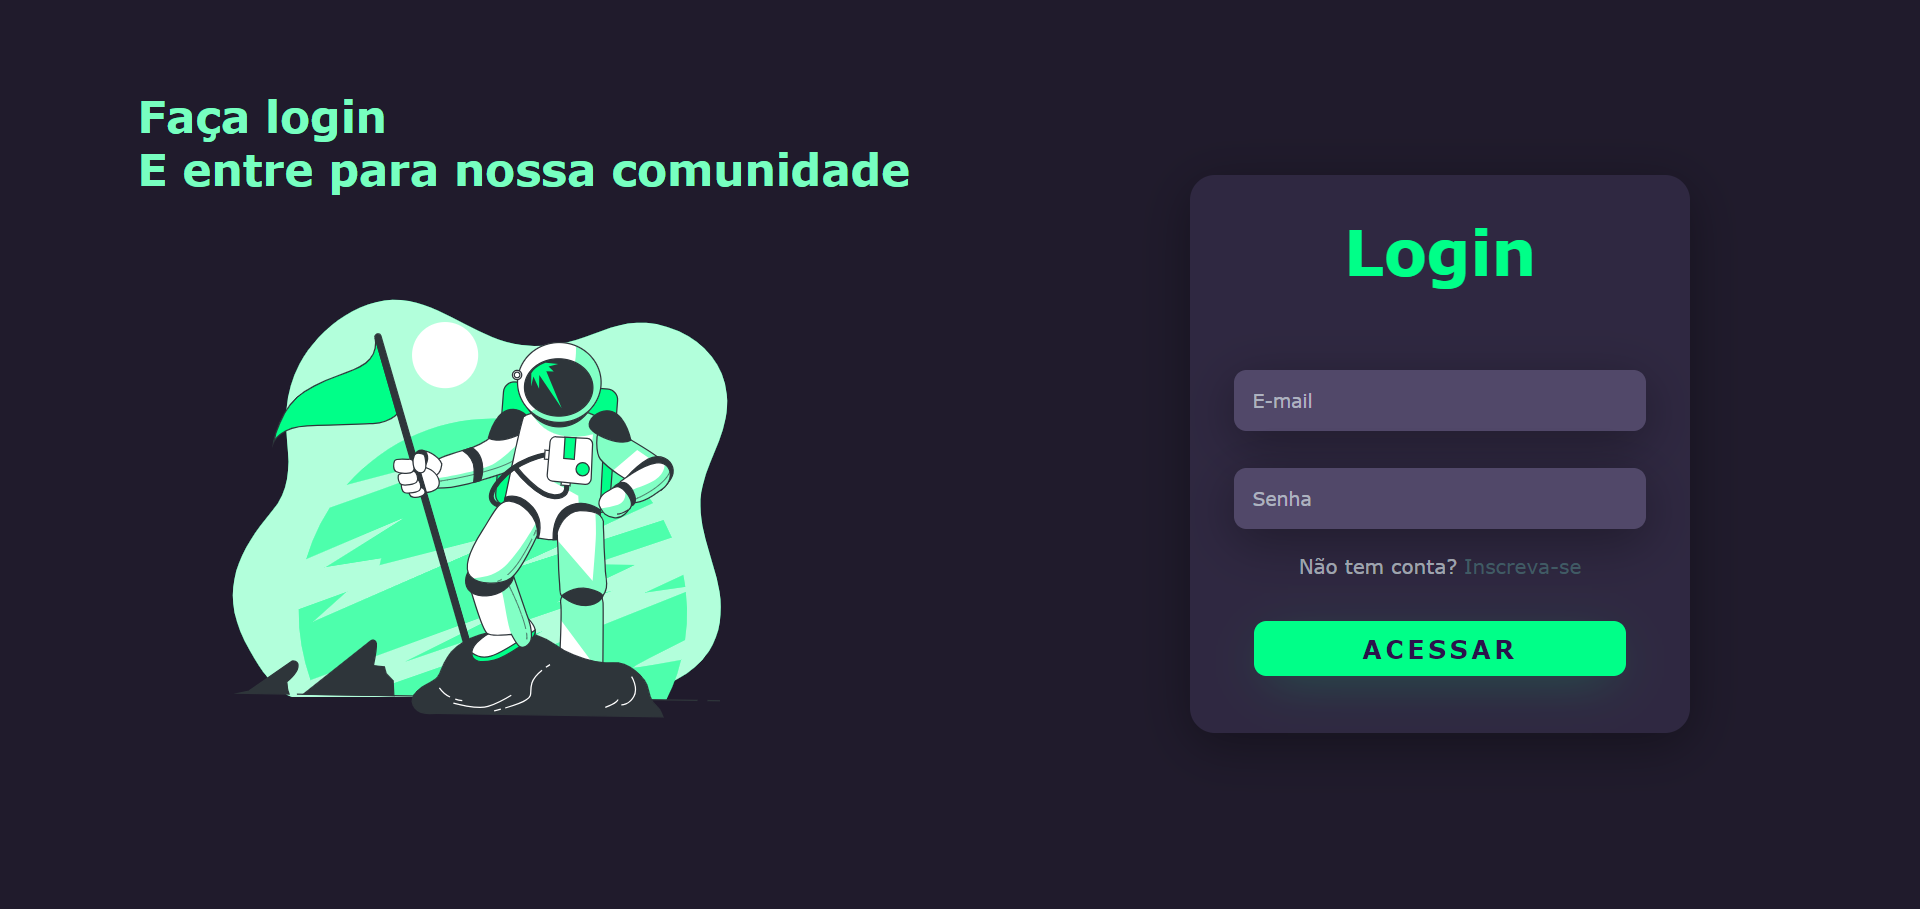 Faça login
E entre para nossa comunidade
Login
E-mail
Senha
Não tem conta? Inscreva-se
ACESSAR